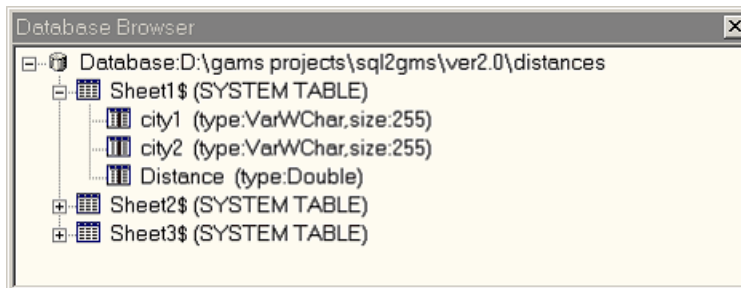 Database Browser
Database:D:\gams projects\sql2gms\ver2.0\distances
Sheet1$ (SYSTEM TABLE)
city1 (type:VarWChar,size:255)
city2 (type:VarWChar,size:255)
Distance (type:Double)
Sheet2$ (SYSTEM TABLE)
Sheet3$ (SYSTEM TABLE)